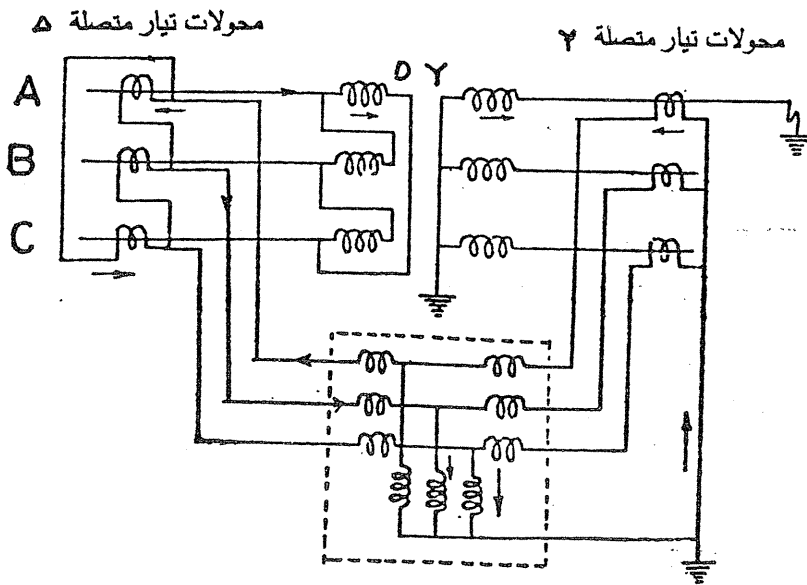 محولات تيار متصلة Δ
محولات تيار متصلة Y
D Y
A
B
C